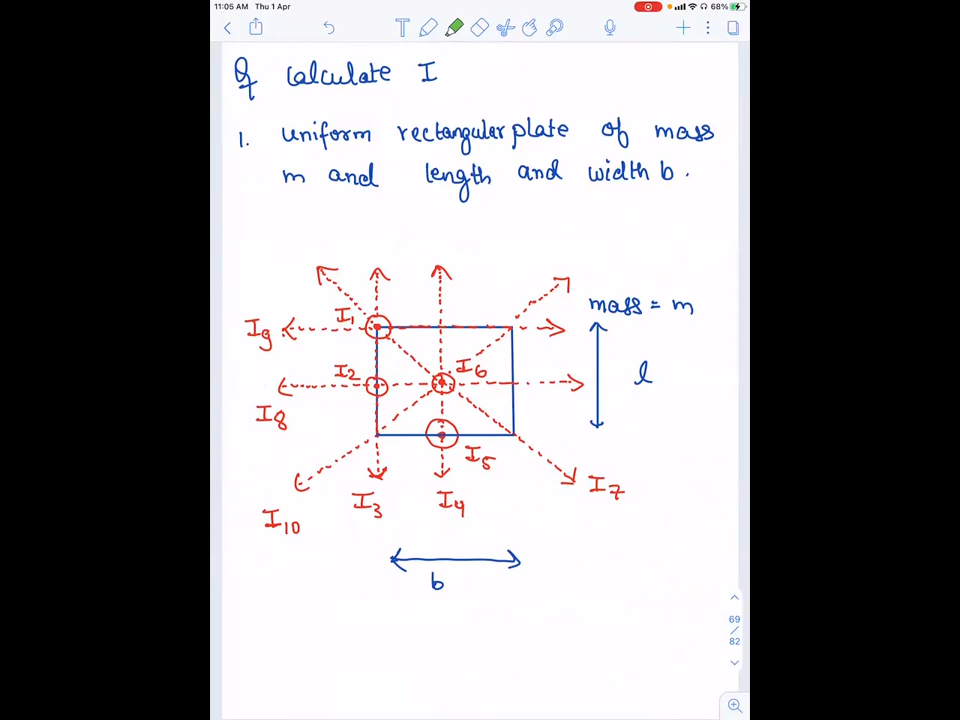 11:05 AM Thu 1 Apr 68%
T
Q calculate I
1. uniform rectangular plate of mass
m and length and width b.
mass = m
I1
I9
I2
I6
l
I8
I5
I7
I3
I4
I10
b
69
/
82